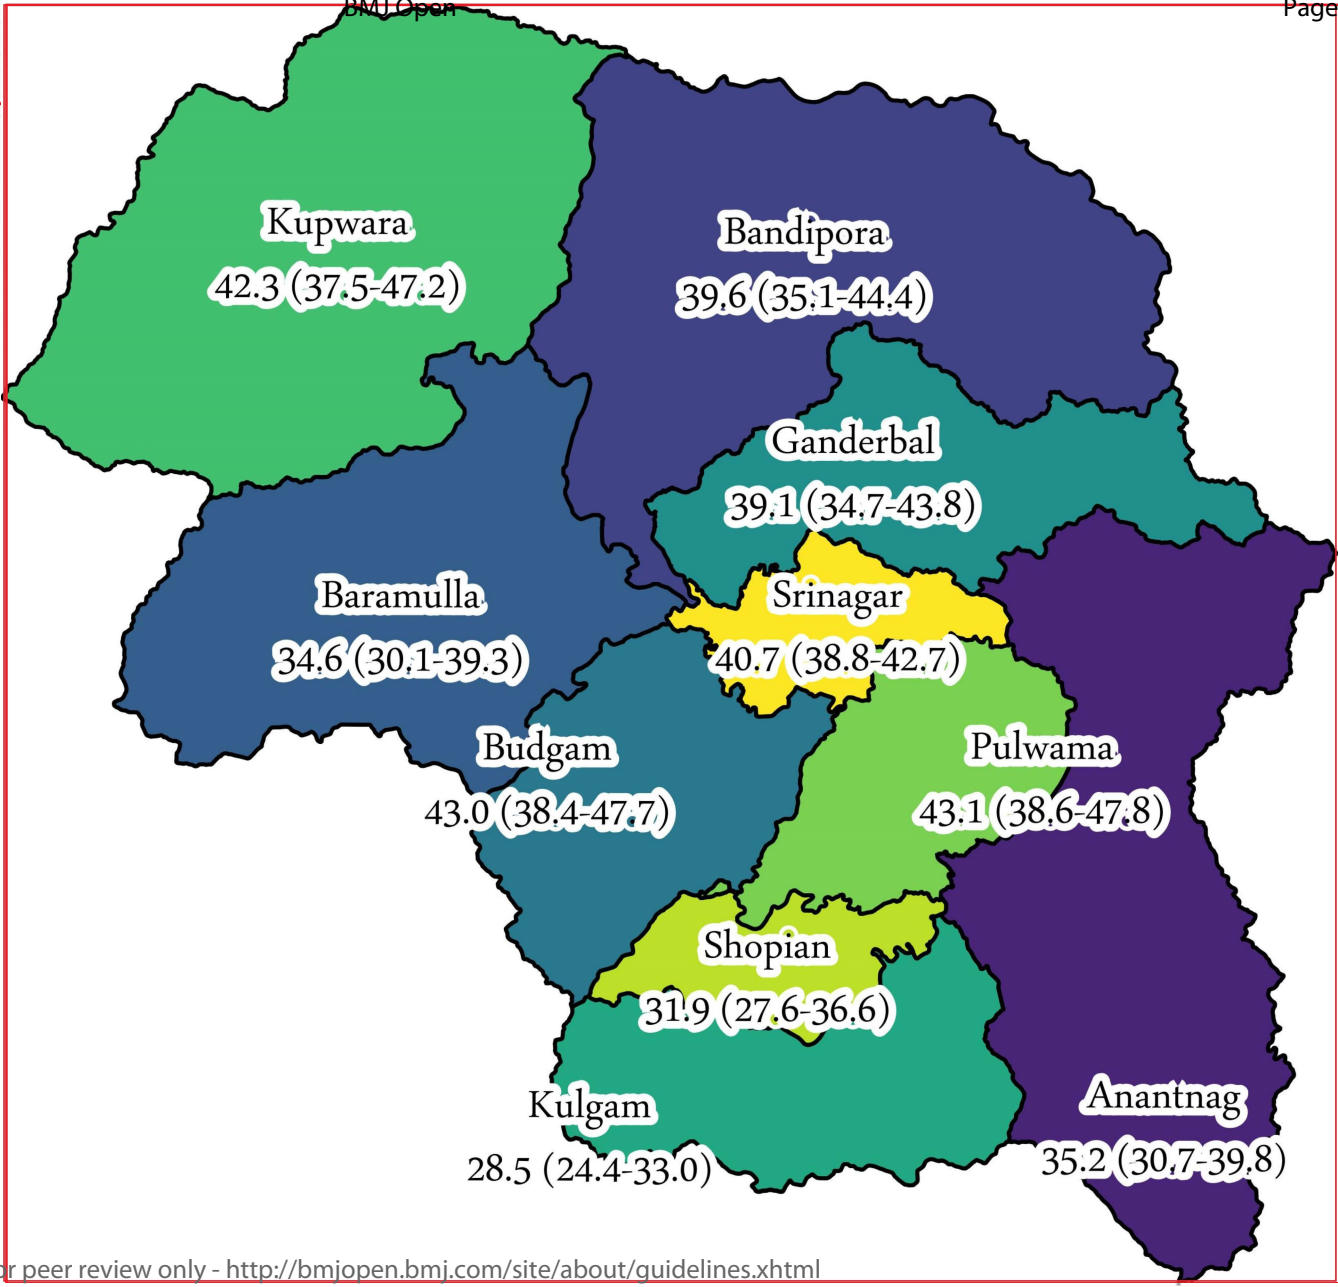 BMJ Open
Page
Kupwara
42.3 (37.5-47.2)
Bandipora
39.6 (35.1-44.4)
Ganderbal
39.1 (34.7-43.8)
Baramulla
34.6 (30.1-39.3)
Srinagar
40.7 (38.8-42.7)
Budgam
43.0 (38.4-47.7)
Pulwama
43.1 (38.6-47.8)
Shopian
31.9 (27.6-36.6)
Kulgam
28.5 (24.4-33.0)
Anantnag
35.2 (30.7-39.8)
r peer review only - http://bmjopen.bmj.com/site/about/guidelines.xhtml